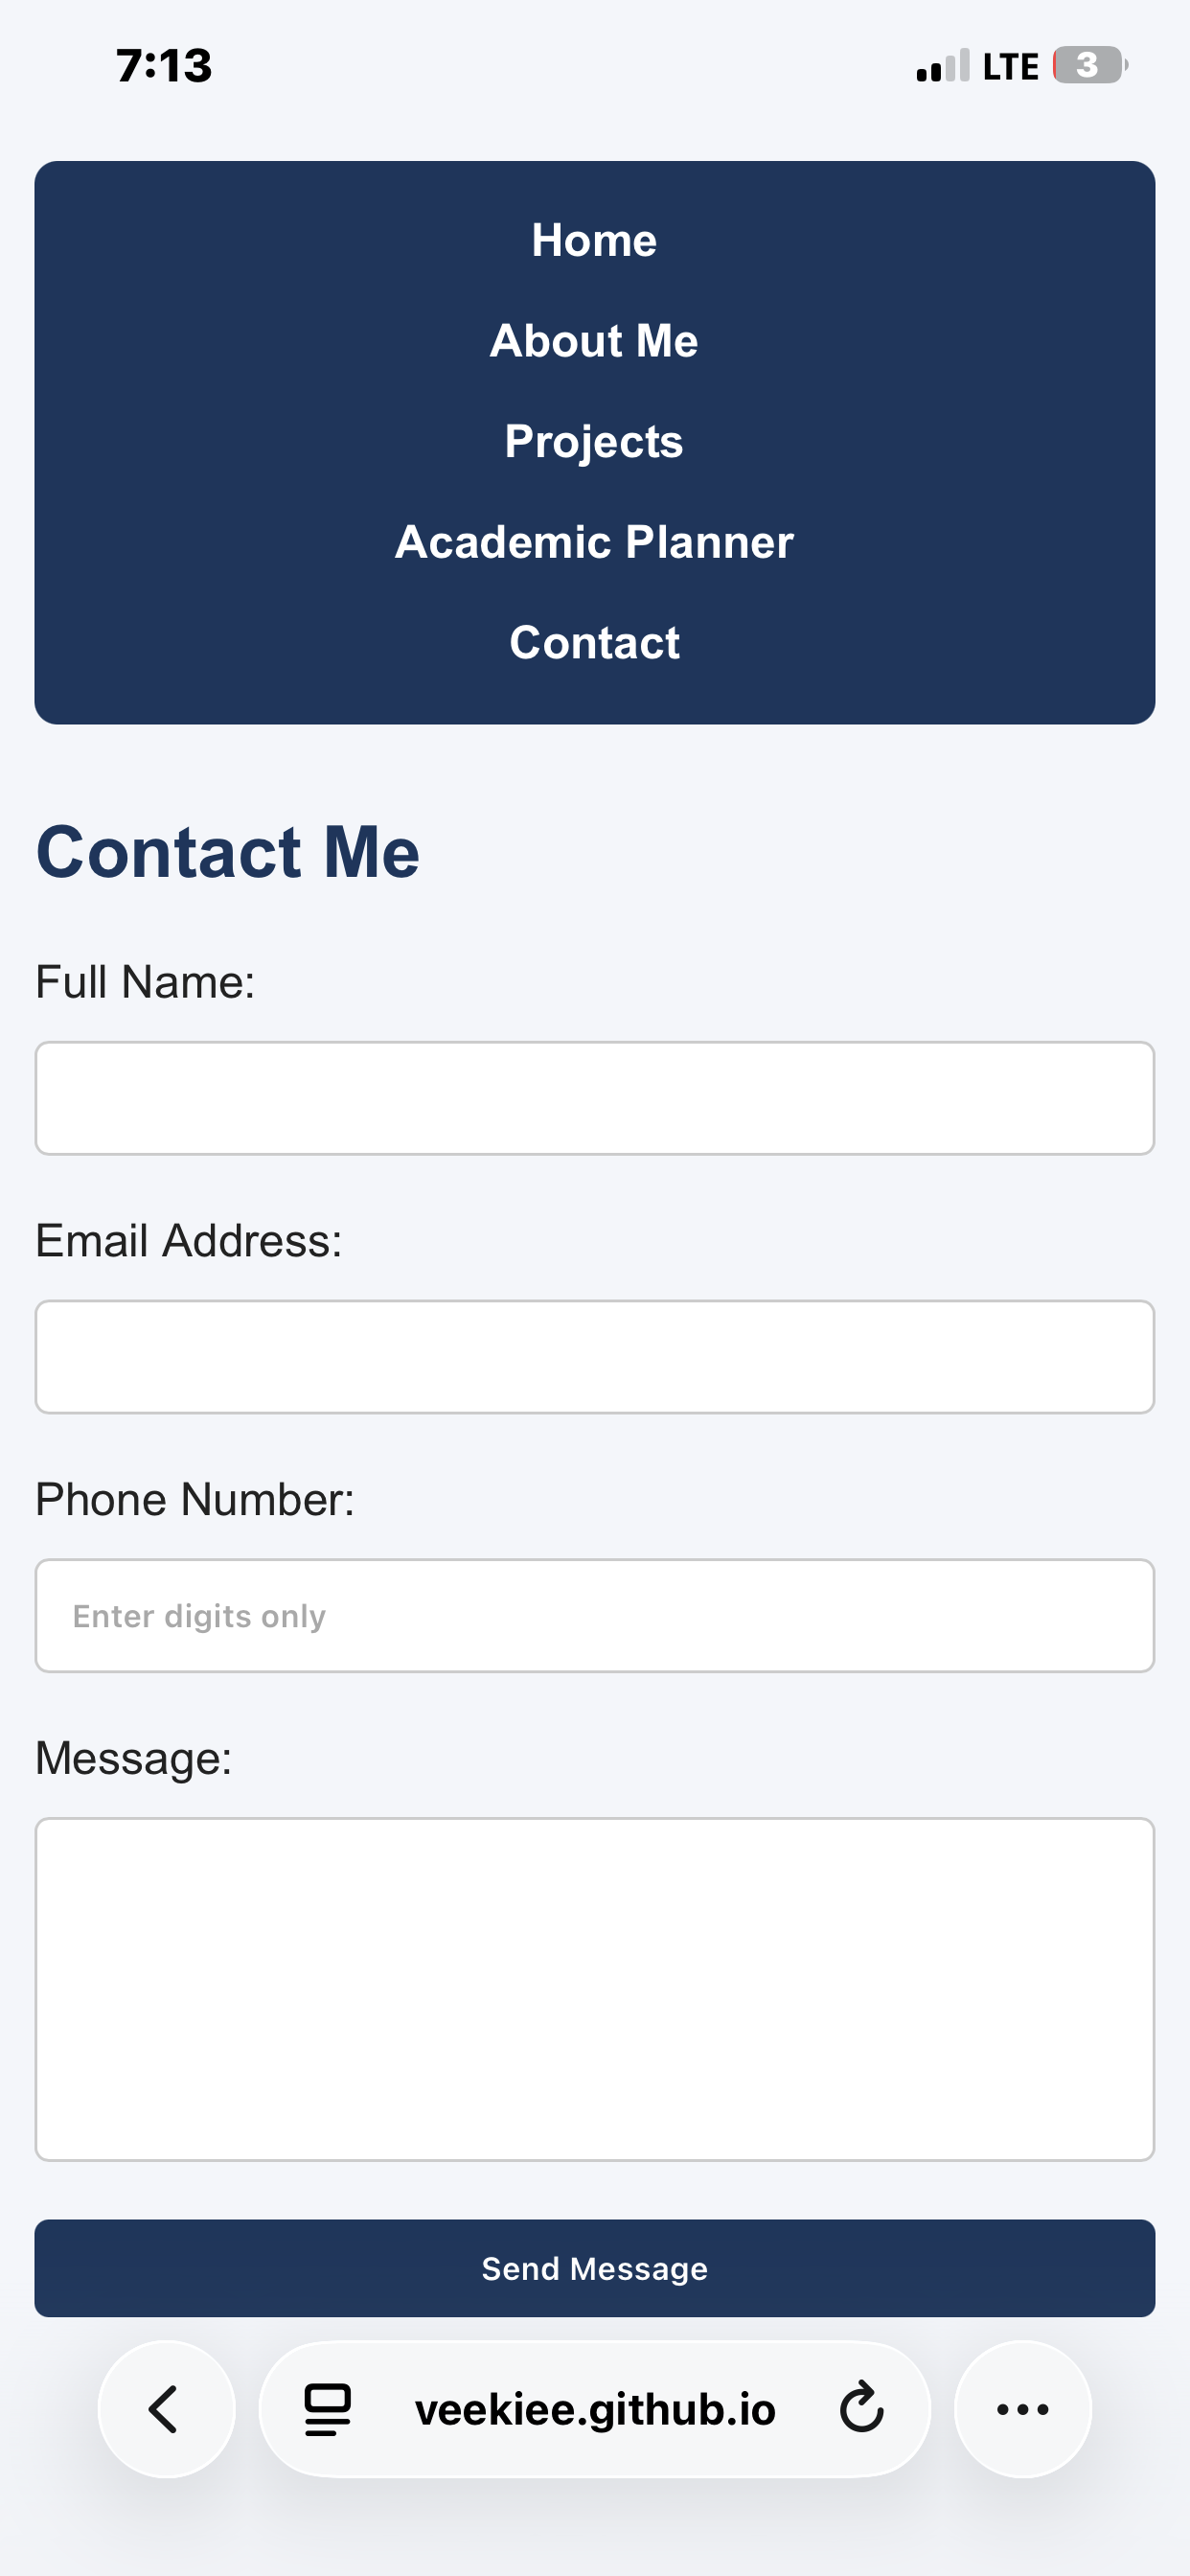 7:13 LTE 3
Home
About Me
Projects
Academic Planner
Contact
Contact Me
Full Name:
Email Address:
Phone Number:
Enter digits only
Message:
Send Message
veekiee.github.io